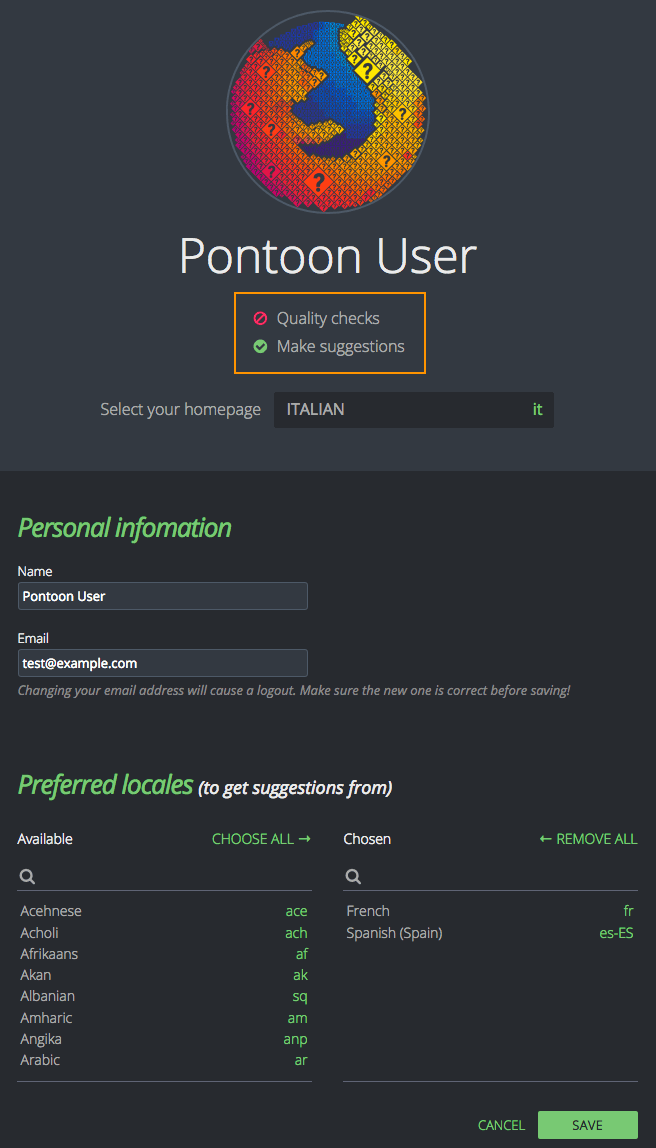 Pontoon User
Quality checks
Make suggestions
Select your homepage ITALIAN it
Personal infomation
Name
Pontoon User
Email
test@example.com
Changing your email address will cause a logout. Make sure the new one is correct before saving!
Preferred locales (to get suggestions from)
Available CHOOSE ALL → Chosen ← REMOVE ALL
Acehnese ace French fr
Acholi ach Spanish (Spain) es-ES
Afrikaans af
Akan ak
Albanian sq
Amharic am
Angika anp
Arabic ar
CANCEL SAVE